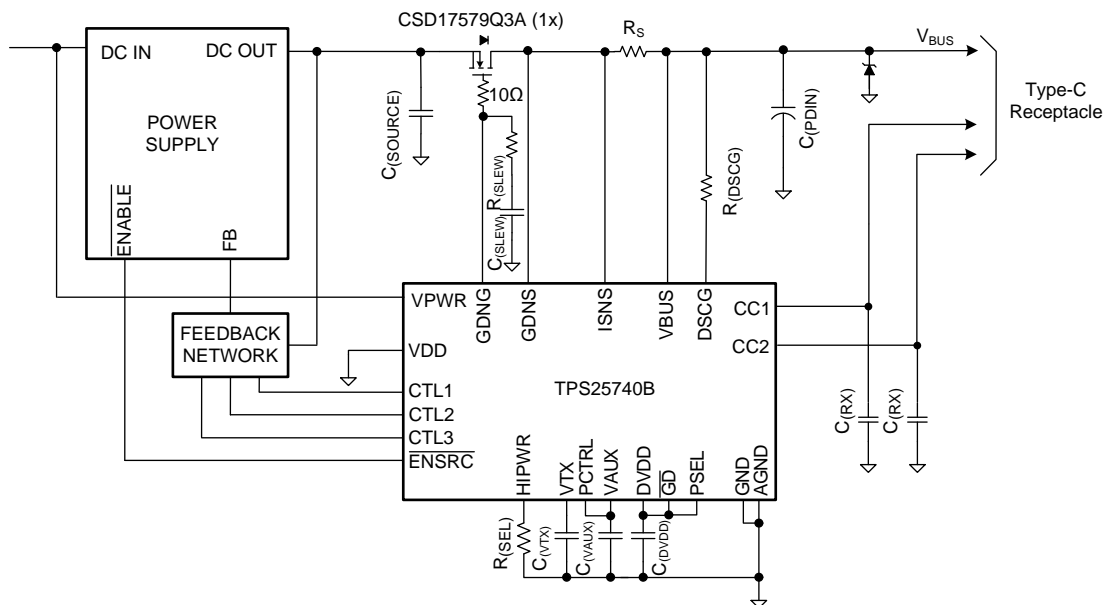 CSD17579Q3A (1x)
DC IN
DC OUT
POWER
SUPPLY
ENABLE
FB
C(SOURCE)
10Ω
R(SLEW)
C(SLEW)
RS
R(DSCG)
C(PDIN)
VBUS
Type-C
Receptacle
FEEDBACK
NETWORK
VPWR
VDD
CTL1
CTL2
CTL3
ENSRC
GDNG
GDNS
ISNS
VBUS
DSCG
CC1
CC2
TPS25740B
HIPWR
VTX
PCTRL
VAUX
DVDD
GD
PSEL
GND
AGND
R(SEL)
C(VTX)
C(VAUX)
C(DVDD)
C(RX)
C(RX)